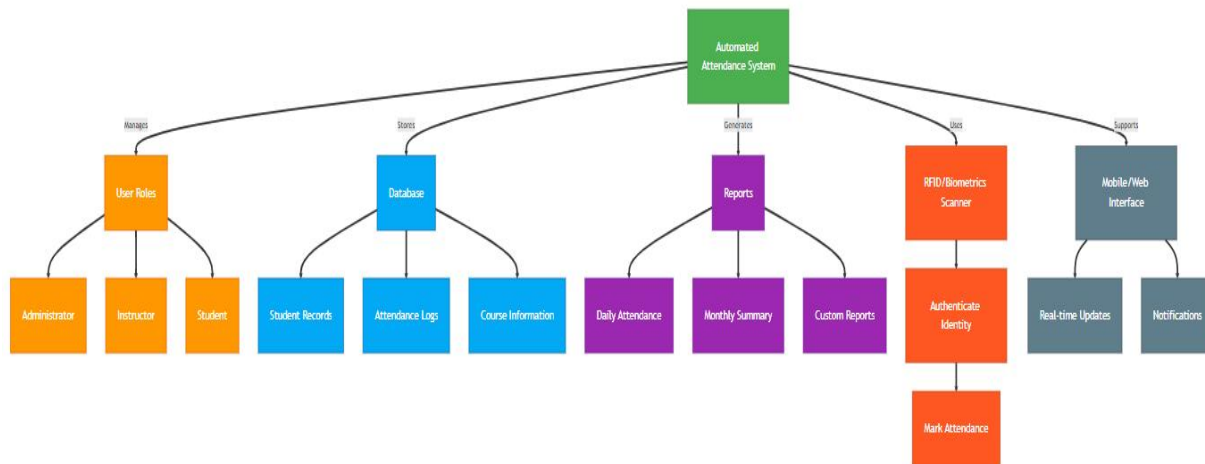 Automated
Attendance System
Manages
Stores
Generates
Uses
Supports
User Roles
Database
Reports
RFID/Biometrics
Scanner
Mobile/Web
Interface
Administrator
Instructor
Student
Student Records
Attendance Logs
Course Information
Daily Attendance
Monthly Summary
Custom Reports
Authenticate
Identity
Real-time Updates
Notifications
Mark Attendance